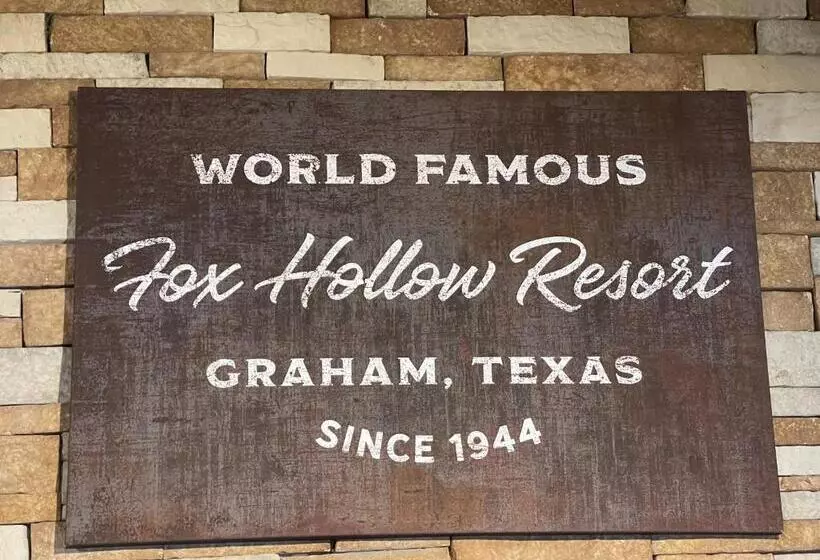 WORLD FAMOUS
Fox Hollow Resort
GRAHAM, TEXAS
SINCE 1944